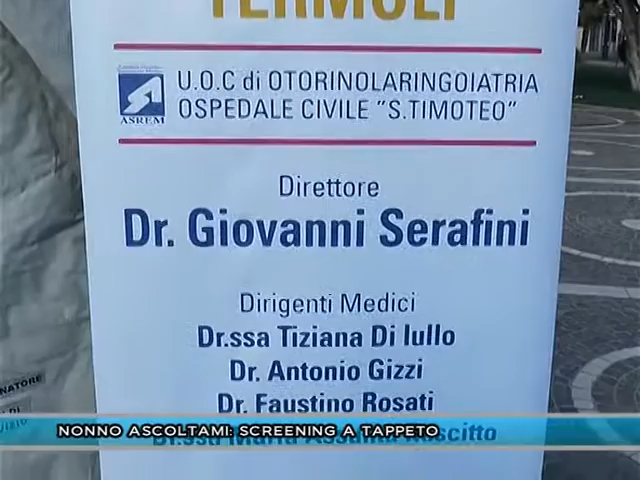 TERMOLI
U.O.C di OTORINOLARINGOIATRIA
OSPEDALE CIVILE "S.TIMOTEO"
ASREM
Direttore
Dr. Giovanni Serafini
Dirigenti Medici
Dr.ssa Tiziana Di Iullo
Dr. Antonio Gizzi
Dr. Faustino Rosati
NONNO ASCOLTAMI: SCREENING A TAPPETO